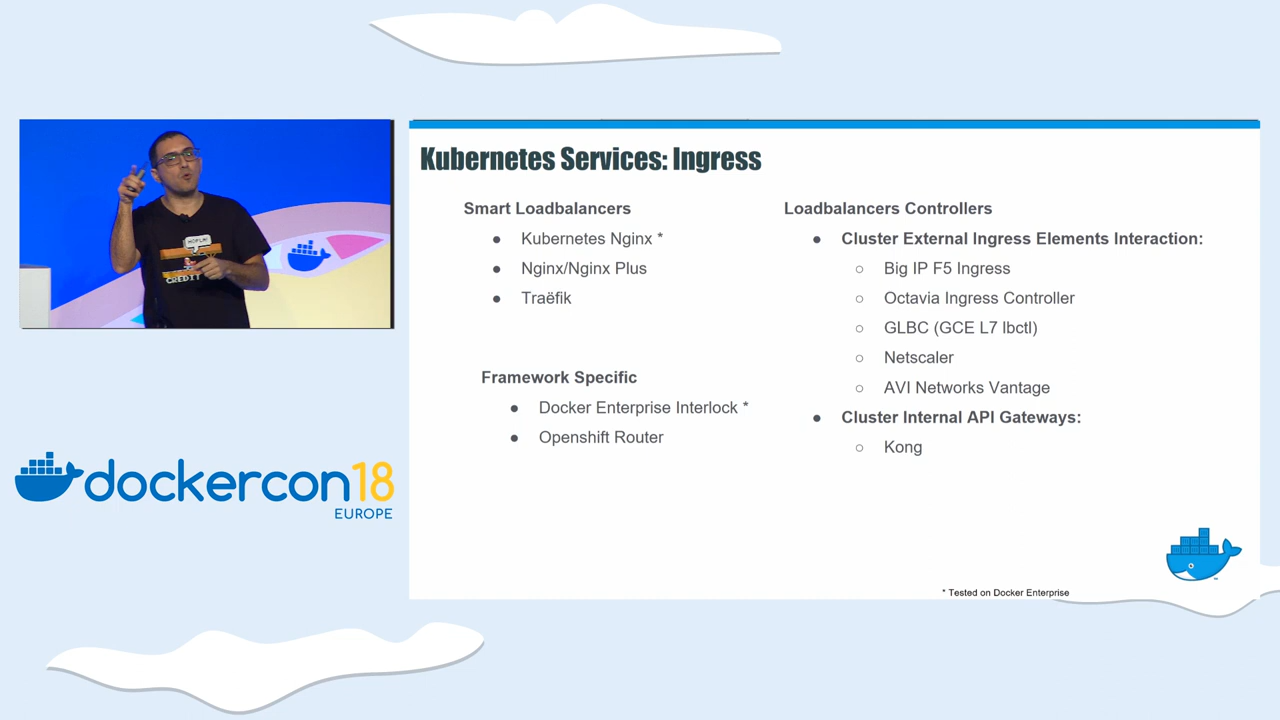 Kubernetes Services: Ingress
Smart Loadbalancers
Kubernetes Nginx *
Nginx/Nginx Plus
Traëfik
Framework Specific
Docker Enterprise Interlock *
Openshift Router
Loadbalancers Controllers
Cluster External Ingress Elements Interaction:
Big IP F5 Ingress
Octavia Ingress Controller
GLBC (GCE L7 lbctl)
Netscaler
AVI Networks Vantage
Cluster Internal API Gateways:
Kong
* Tested on Docker Enterprise
dockercon18
EUROPE
CREDIT